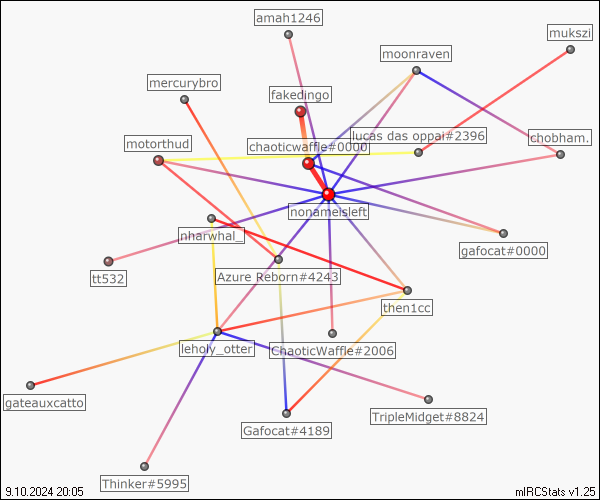 amah1246
mukszi
moonraven
mercurybro
fakedingo
lucas das oppai#2396
chobham.
motorthud
chaoticwaffle#0000
nonameisleft
nharwhal_
gafocat#0000
tt532
Azure Reborn#4243
then1cc
leholy_otter
ChaoticWaffle#2006
gateauxcatto
TripleMidget#8824
Gafocat#4189
Thinker#5995
9.10.2024 20:05
mIRCStats v1.25